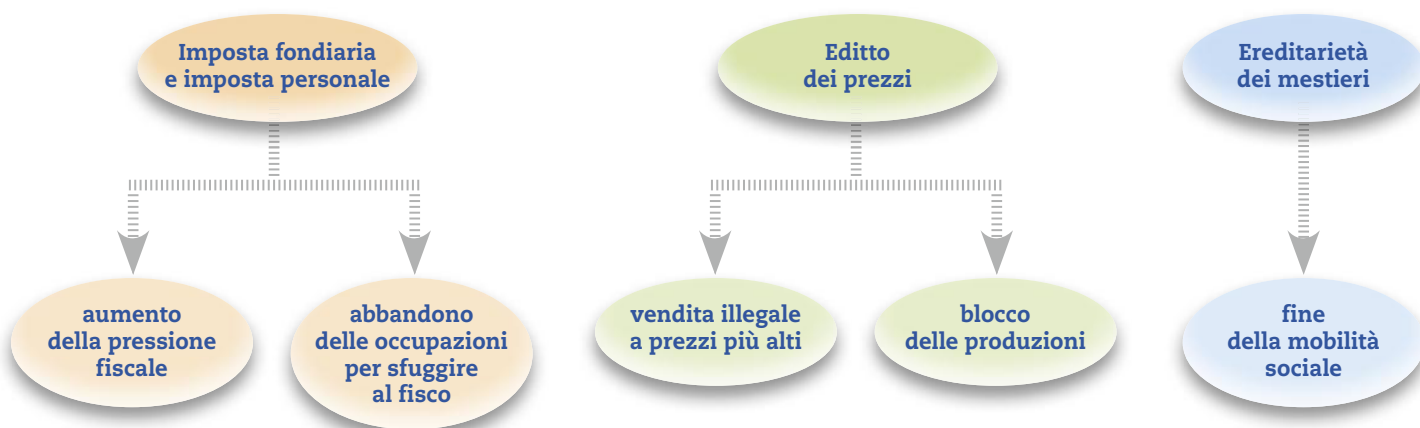 Imposta fondiaria
e imposta personale
Editto
dei prezzi
Ereditarietà
dei mestieri
aumento
della pressione
fiscale
abbandono
delle occupazioni
per sfuggire
al fisco
vendita illegale
a prezzi più alti
blocco
delle produzioni
fine
della mobilità
sociale